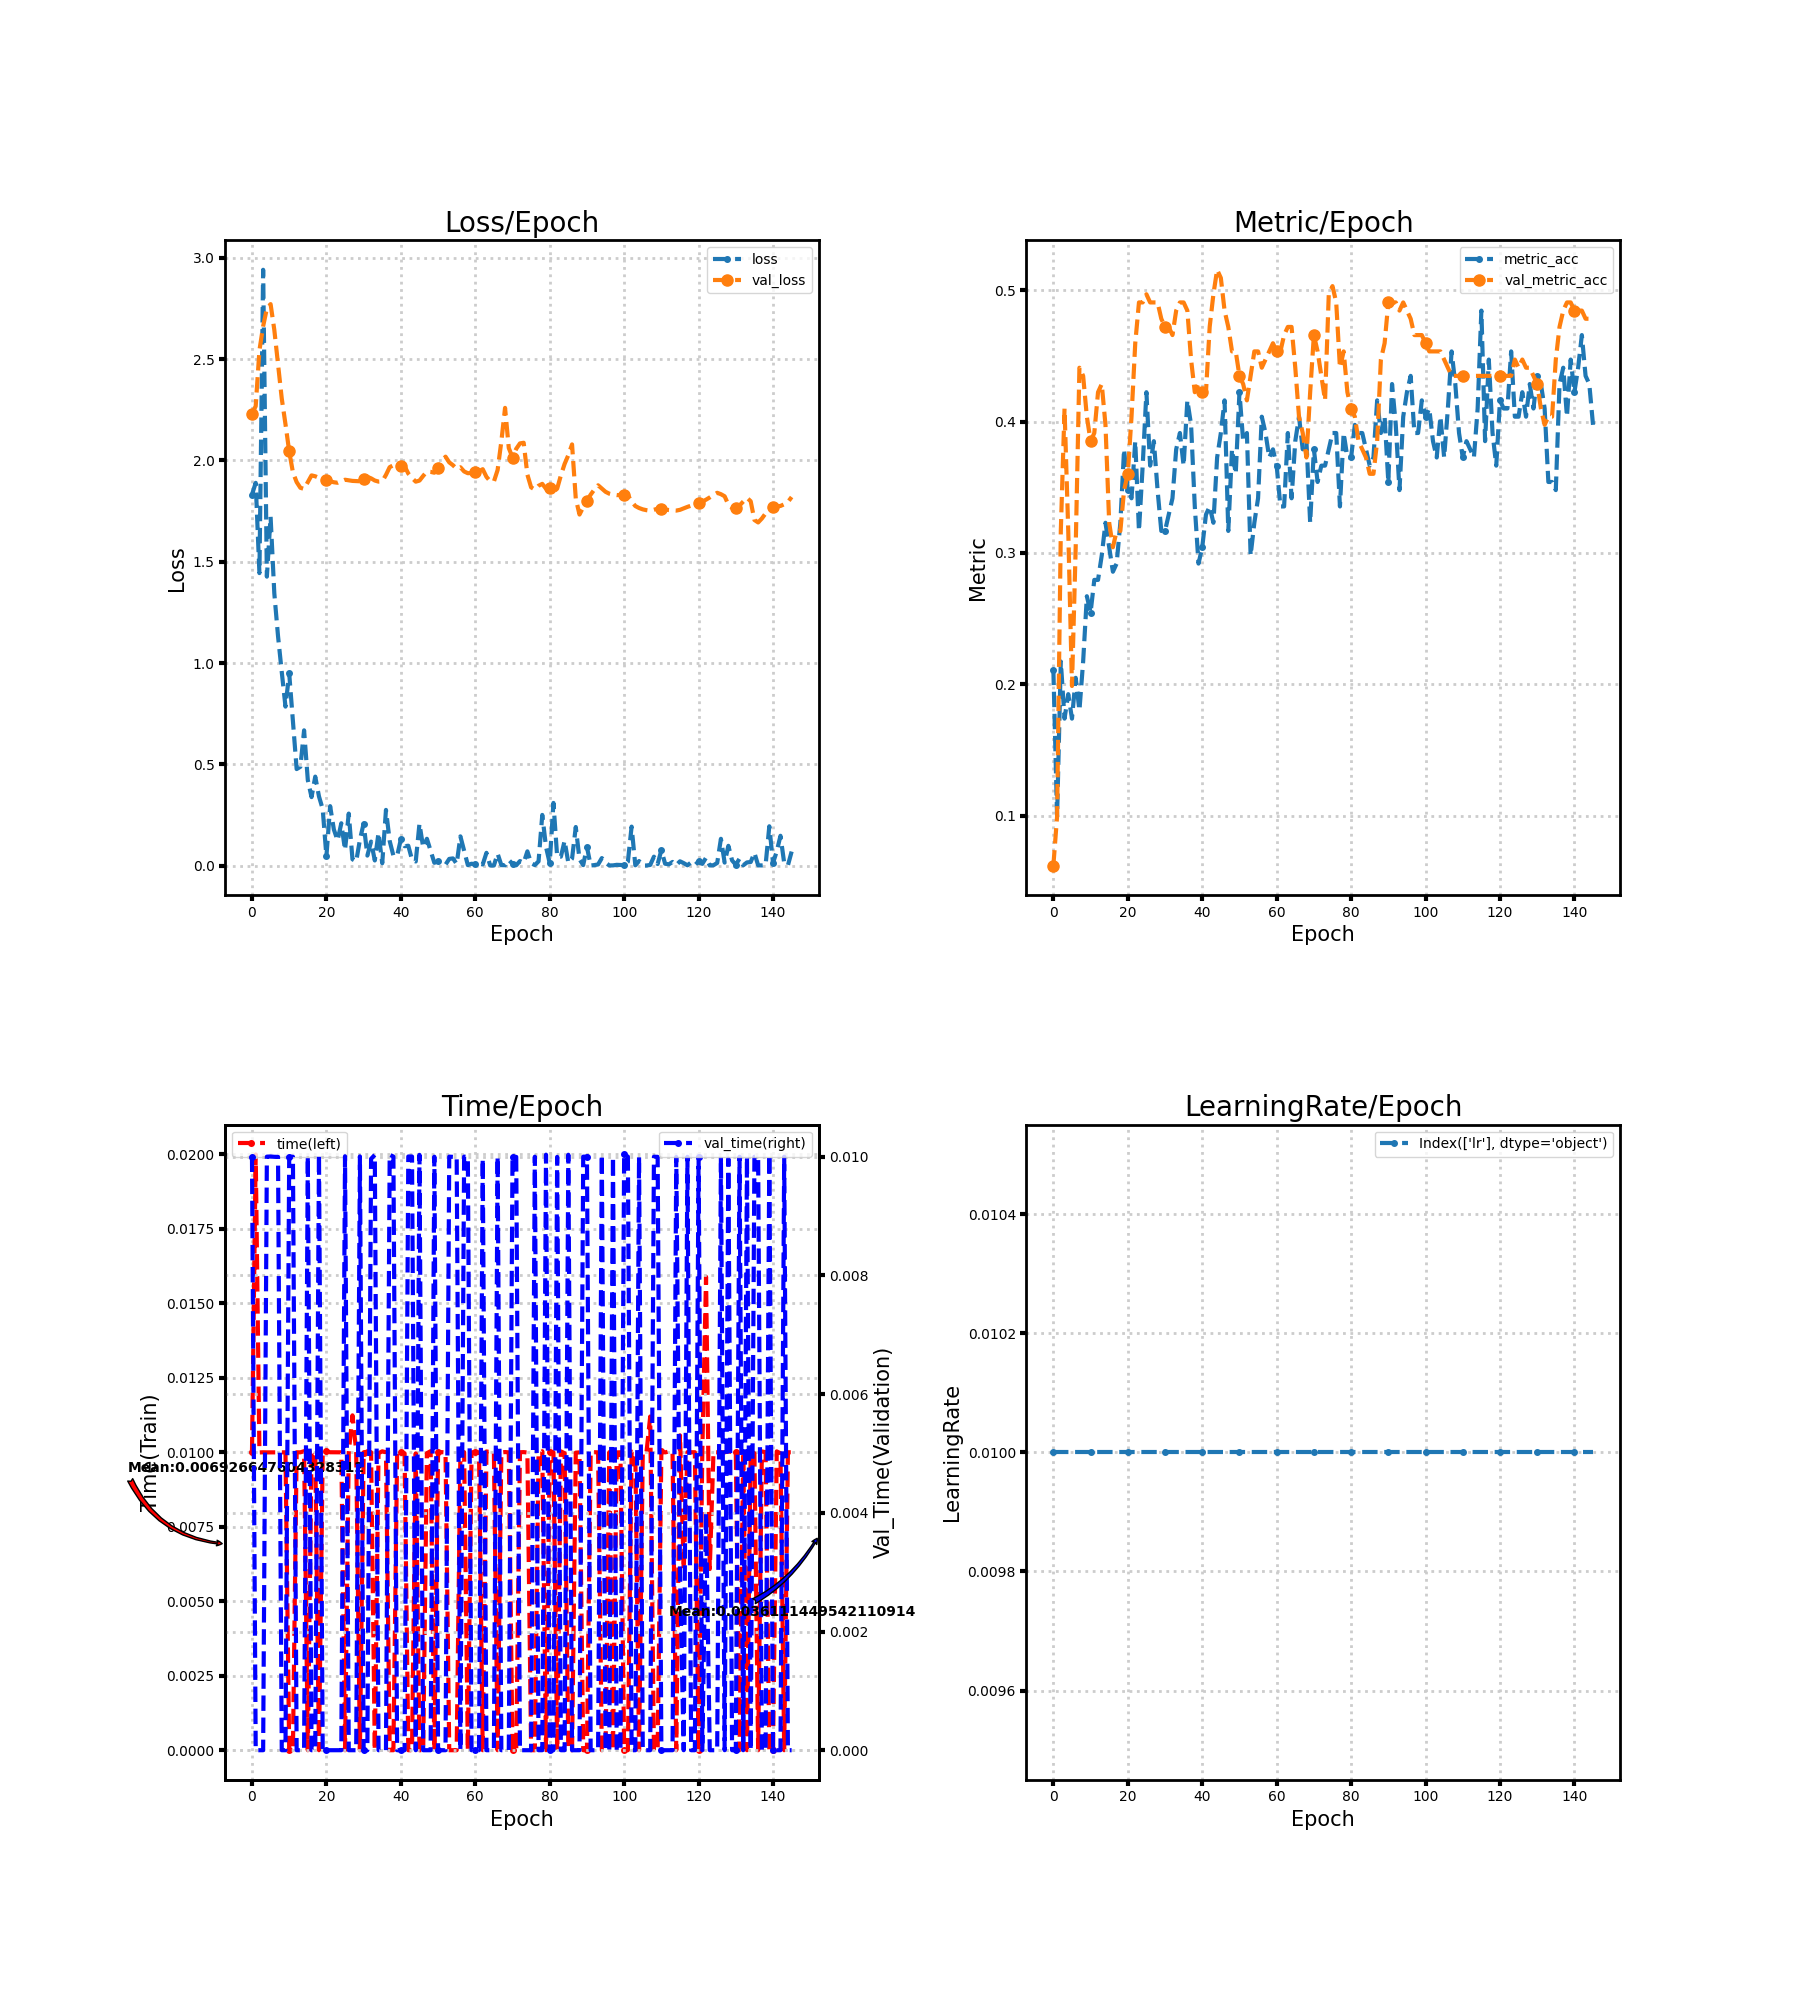 Loss/Epoch
3.0
2.5
2.0
1.5
1.0
0.5
0.0
Loss
loss
val_loss
0 20 40 60 80 100 120 140
Epoch
Metric/Epoch
0.5
0.4
0.3
0.2
0.1
Metric
metric_acc
val_metric_acc
0 20 40 60 80 100 120 140
Epoch
Time/Epoch
0.0200
0.0175
0.0150
0.0125
0.0100
0.0075
0.0050
0.0025
0.0000
Time(Train)
time(left)
val_time(right)
0.010
0.008
0.006
0.004
0.002
0.000
Val_Time(Validation)
0 20 40 60 80 100 120 140
Epoch
LearningRate/Epoch
0.0104
0.0102
0.0100
0.0098
0.0096
LearningRate
Index(['lr'], dtype='object')
0 20 40 60 80 100 120 140
Epoch